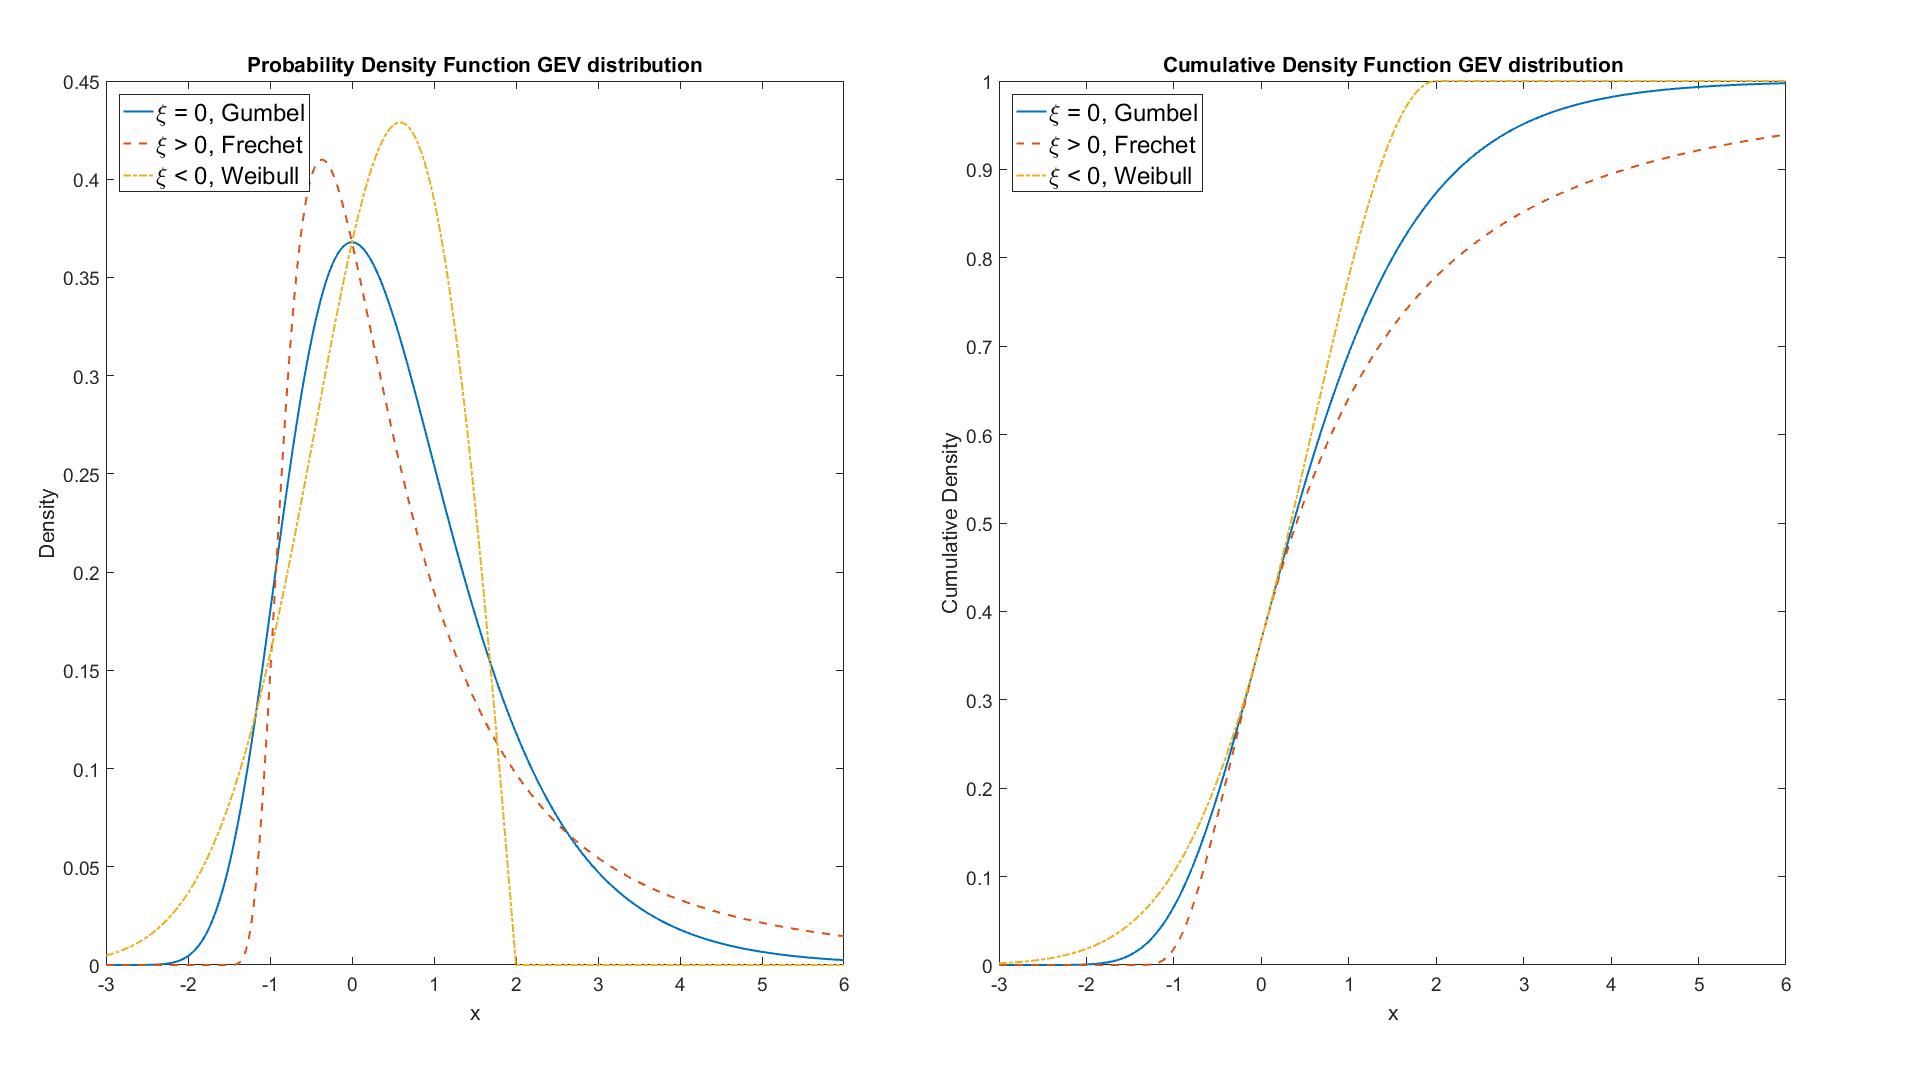 Probability Density Function GEV distribution
0.45
0.4
0.35
0.3
0.25
0.2
0.15
0.1
0.05
0
Density
ξ = 0, Gumbel
ξ > 0, Frechet
ξ < 0, Weibull
-3 -2 -1 0 1 2 3 4 5 6
x
Cumulative Density Function GEV distribution
1
0.9
0.8
0.7
0.6
0.5
0.4
0.3
0.2
0.1
0
Cumulative Density
ξ = 0, Gumbel
ξ > 0, Frechet
ξ < 0, Weibull
-3 -2 -1 0 1 2 3 4 5 6
x